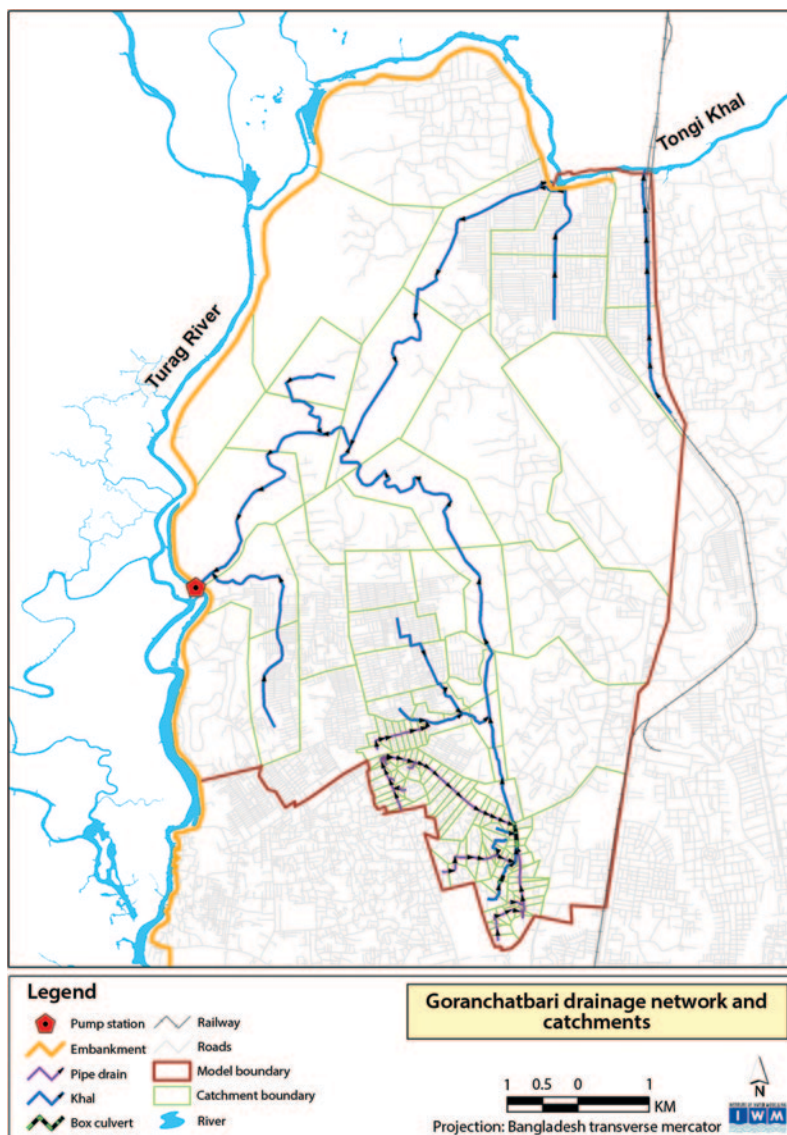 Tongi Khal
Turag River
Legend
Pump station
Embankment
Pipe drain
Khal
Box culvert
Railway
Roads
Model boundary
Catchment boundary
River
Goranchatbari drainage network and
catchments
1 0.5 0 1
KM
Projection: Bangladesh transverse mercator
N
IWM